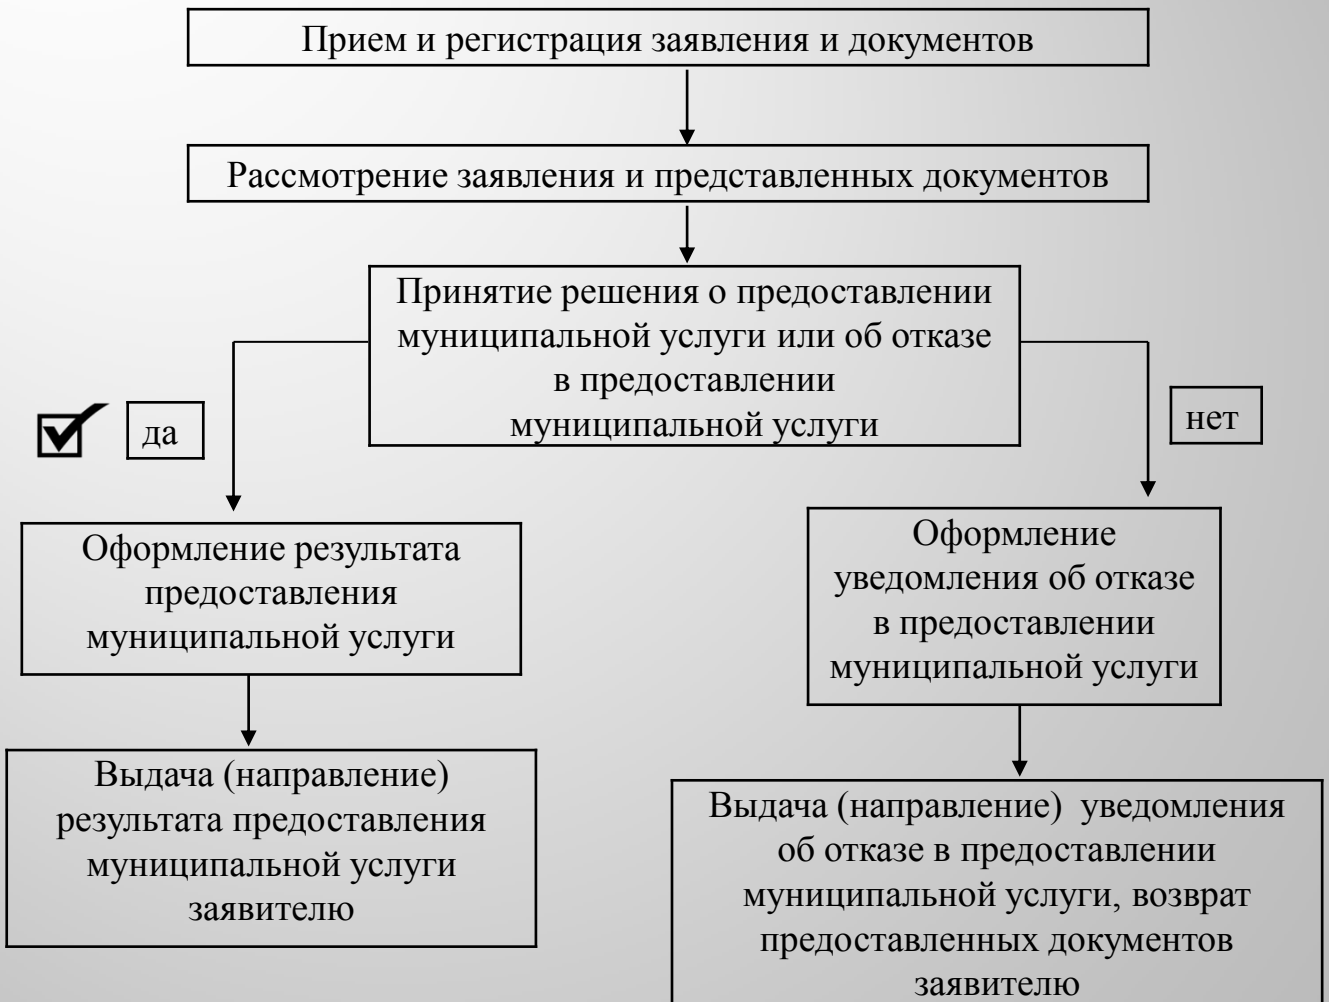 Прием и регистрация заявления и документов
Рассмотрение заявления и представленных документов
Принятие решения о предоставлении
муниципальной услуги или об отказе
в предоставлении
муниципальной услуги
да
нет
Оформление результата
предоставления
муниципальной услуги
Оформление
уведомления об отказе
в предоставлении
муниципальной услуги
Выдача (направление)
результата предоставления
муниципальной услуги
заявителю
Выдача (направление) уведомления
об отказе в предоставлении
муниципальной услуги, возврат
предоставленных документов
заявителю